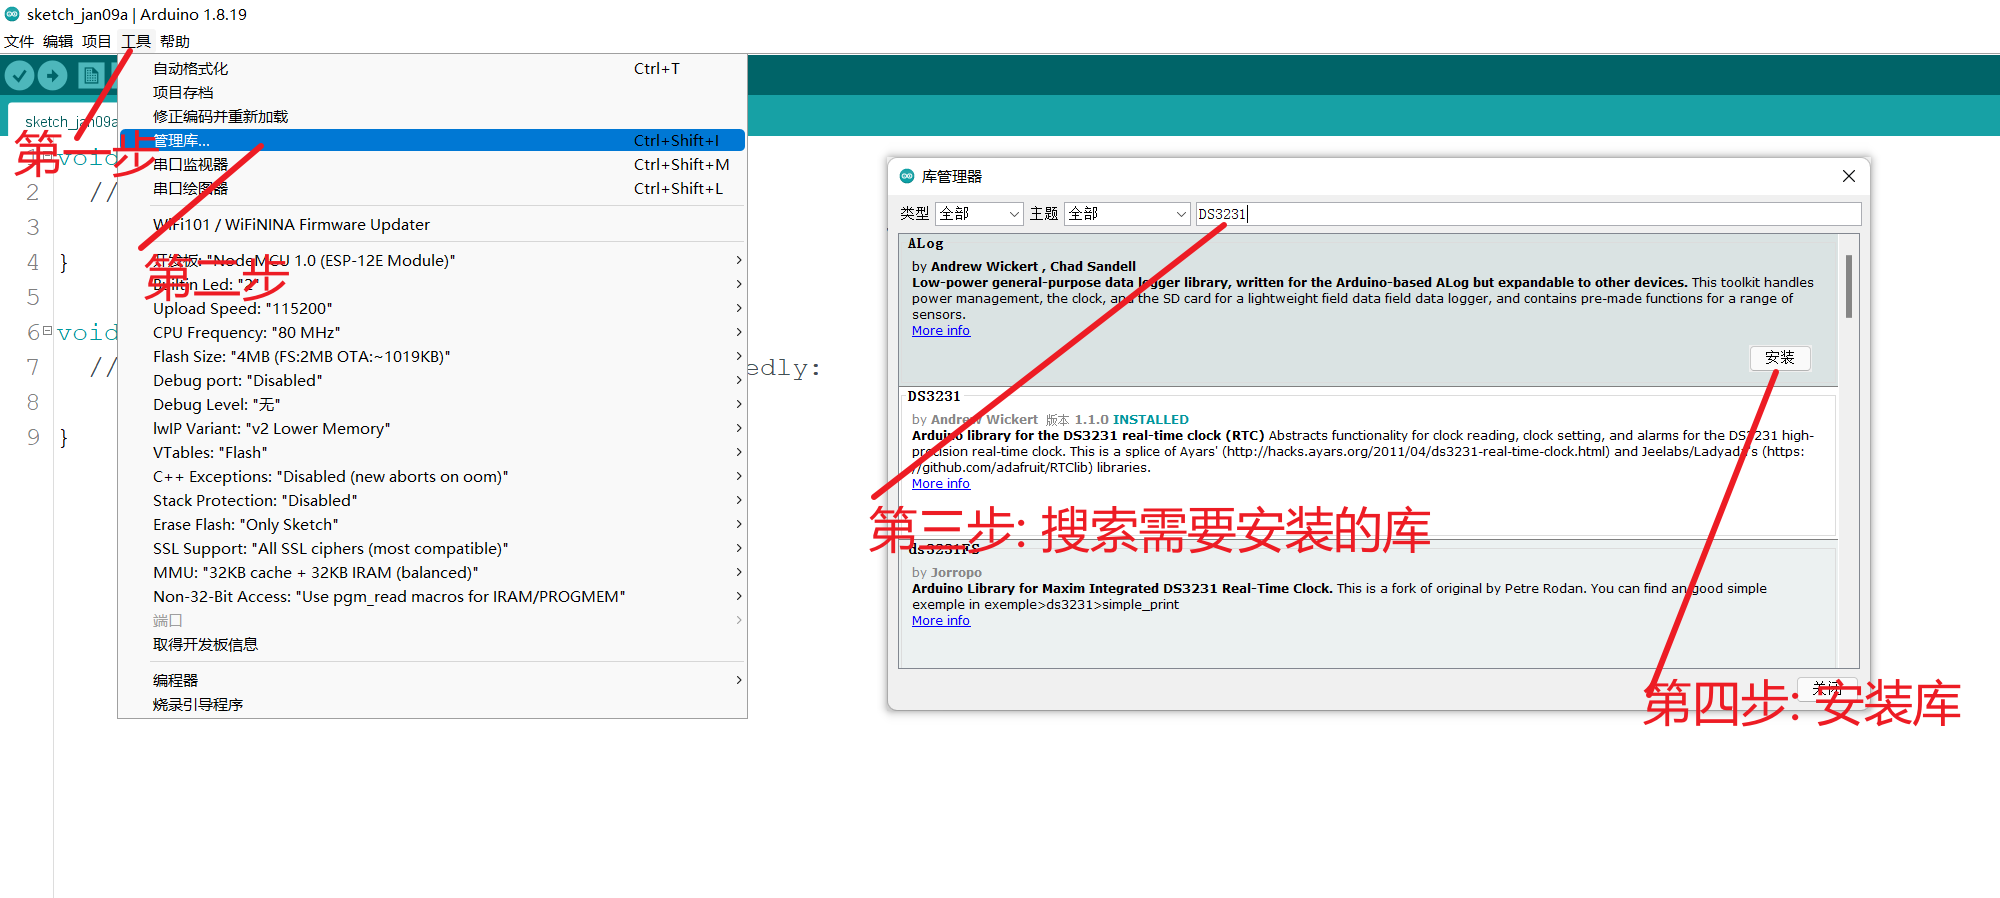 sketch_jan09a | Arduino 1.8.19
文件 编辑 项目 工具 帮助
sketch_jan09a
自动格式化 Ctrl+T
项目存档
修正编码并重新加载
管理库... Ctrl+Shift+I
串口监视器 Ctrl+Shift+M
串口绘图器 Ctrl+Shift+L
WiFi101 / WiFiNINA Firmware Updater
开发板: "NodeMCU 1.0 (ESP-12E Module)"
Builtin Led: "2"
Upload Speed: "115200"
CPU Frequency: "80 MHz"
Flash Size: "4MB (FS:2MB OTA:~1019KB)"
Debug port: "Disabled"
Debug Level: "无"
lwIP Variant: "v2 Lower Memory"
VTables: "Flash"
C++ Exceptions: "Disabled (new aborts on oom)"
Stack Protection: "Disabled"
Erase Flash: "Only Sketch"
SSL Support: "All SSL ciphers (most compatible)"
MMU: "32KB cache + 32KB IRAM (balanced)"
Non-32-Bit Access: "Use pgm_read macros for IRAM/PROGMEM"
端口
取得开发板信息
编程器
烧录引导程序
第一步
第二步
void
2 //
3
4 }
5
6 void
7 // edly:
8
9 }
库管理器
类型 全部 主题 全部 DS3231
ALog
by Andrew Wickert , Chad Sandell
Low-power general-purpose data logger library, written for the Arduino-based ALog but expandable to other devices. This toolkit handles
power management, the clock, and the SD card for a lightweight field data field data logger, and contains pre-made functions for a range of
sensors.
More info
安装
DS3231
by Andrew Wickert 版本 1.1.0 INSTALLED
Arduino library for the DS3231 real-time clock (RTC) Abstracts functionality for clock reading, clock setting, and alarms for the DS3231 high-
precision real-time clock. This is a splice of Ayars' (http://hacks.ayars.org/2011/04/ds3231-real-time-clock.html) and Jeelabs/Ladyada's (https:
//github.com/adafruit/RTClib) libraries.
More info
第三步: 搜索需要安装的库
ds3231FS
by Jorropo
Arduino Library for Maxim Integrated DS3231 Real-Time Clock. This is a fork of original by Petre Rodan. You can find an good simple
exemple in exemple>ds3231>simple_print
More info
关闭
第四步: 安装库